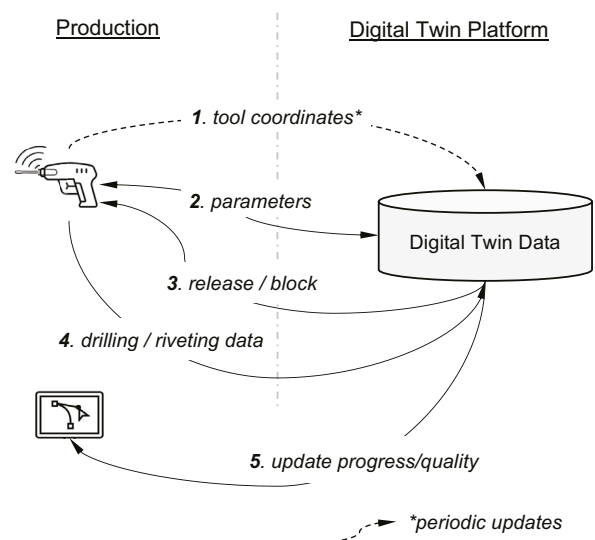 Production
Digital Twin Platform
1. tool coordinates*
2. parameters
Digital Twin Data
3. release / block
4. drilling / riveting data
5. update progress/quality
*periodic updates